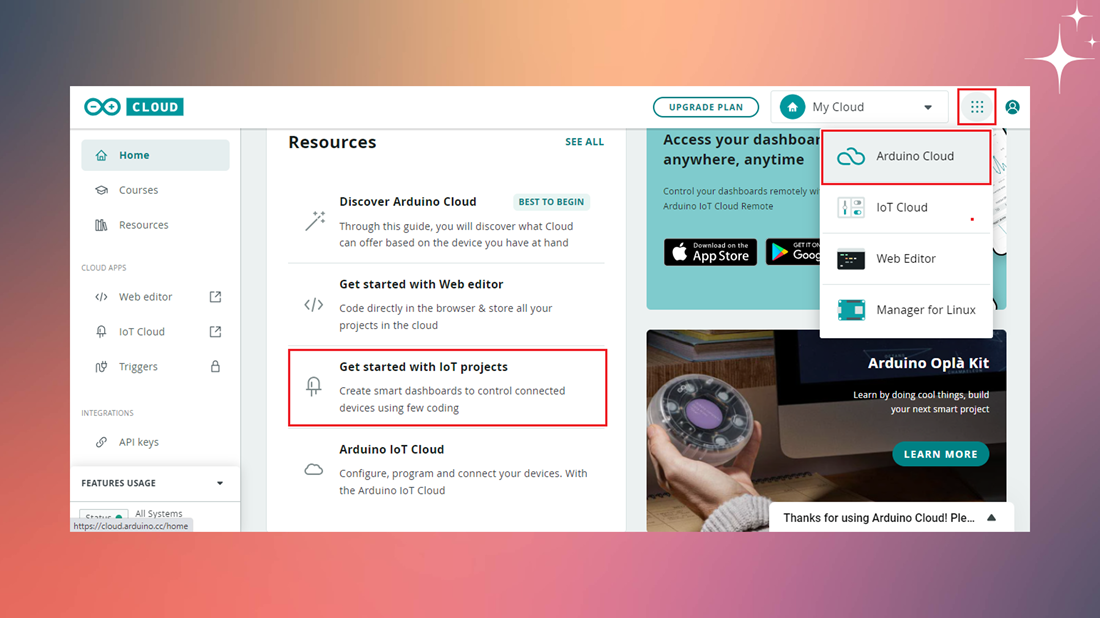 CLOUD
UPGRADE PLAN
My Cloud
Home
Courses
Resources
CLOUD APPS
Web editor
IoT Cloud
Triggers
INTEGRATIONS
API keys
FEATURES USAGE
Status
All Systems
https://cloud.arduino.cc/home
Resources
SEE ALL
Discover Arduino Cloud
BEST TO BEGIN
Through this guide, you will discover what Cloud
can offer based on the device you have at hand
Get started with Web editor
Code directly in the browser & store all your
projects in the cloud
Get started with IoT projects
Create smart dashboards to control connected
devices using few coding
Arduino IoT Cloud
Configure, program and connect your devices. With
the Arduino IoT Cloud
Access your
anywhere, anytime
Control your dashboards remotely
Arduino IoT Cloud Remote
Download on the
App Store
GET IT ON
Arduino Cloud
IoT Cloud
Web Editor
Manager for Linux
Arduino Oplà Kit
Learn by doing cool things, build
your next smart project
LEARN MORE
Thanks for using Arduino Cloud! Ple...